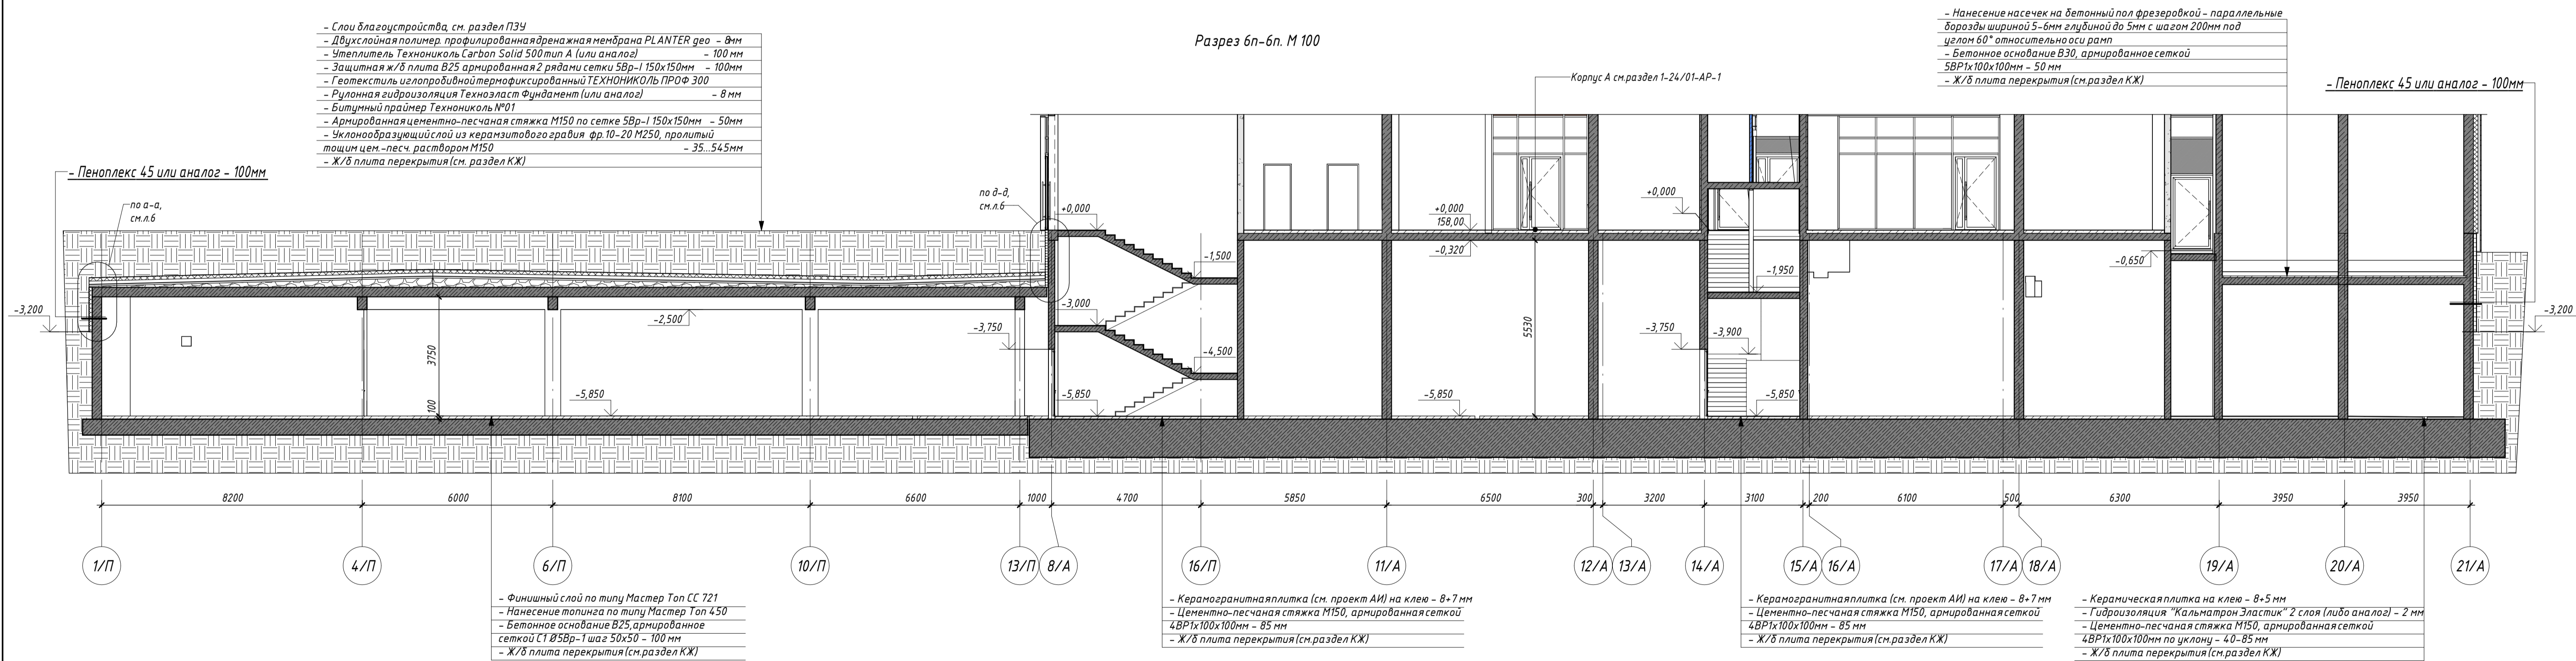 Разрез 6п-6п. М 100
- Слои благоустройства, см. раздел ПЗУ
- Двухслойная полимер. профилированная дренажная мембрана PLANTER geo - 8мм
- Утеплитель Технониколь Carbon Solid 500 тип А (или аналог) - 100 мм
- Защитная ж/б плита В25 армированная 2 рядами сетки 5Вр-I 150х150мм - 100мм
- Геотекстиль иглопробивной термофиксированный ТЕХНОНИКОЛЬ ПРОФ 300
- Рулонная гидроизоляция Техноэласт Фундамент (или аналог) - 8 мм
- Битумный праймер Технониколь №01
- Армированная цементно-песчаная стяжка М150 по сетке 5Вр-I 150х150мм - 50мм
- Уклонообразующий слой из керамзитового гравия фр.10-20 М250, пролитый
тощим цем.-песч. раствором М150 - 35...545мм
- Ж/б плита перекрытия (см. раздел КЖ)
- Нанесение насечек на бетонный пол фрезеровкой - параллельные
борозды шириной 5-6мм глубиной до 5мм с шагом 200мм под
углом 60° относительно оси рамп
- Бетонное основание В30, армированное сеткой
5ВР1х100х100мм - 50 мм
- Ж/б плита перекрытия (см.раздел КЖ)
Корпус А см.раздел 1-24/01-АР-1
- Пеноплекс 45 или аналог - 100мм
- Пеноплекс 45 или аналог - 100мм
по а-а,
см.л.6
по д-д,
см.л.6
+0,000
+0,000
158,00
-0,320
+0,000
-0,650
-1,500
-1,950
-3,000
-2,500
-3,200
-3,200
-3,750
-3,750
-3,900
-4,500
3750
100
5530
-5,850
-5,850
-5,850
-5,850
8200 6000 8100 6600 1000 4700 5850 6500 300 3200 3100 200 6100 500 6300 3950 3950
1/П 4/П 6/П 10/П 13/П 8/А 16/П 11/А 12/А 13/А 14/А 15/А 16/А 17/А 18/А 19/А 20/А 21/А
- Финишный слой по типу Мастер Топ СС 721
- Нанесение топинга по типу Мастер Топ 450
- Бетонное основание В25,армированное
сеткой С1 Ø5Вр-1 шаг 50х50 - 100 мм
- Ж/б плита перекрытия (см.раздел КЖ)
- Керамогранитная плитка (см. проект АИ) на клею - 8+7 мм
- Цементно-песчаная стяжка М150, армированная сеткой
4ВР1х100х100мм - 85 мм
- Ж/б плита перекрытия (см.раздел КЖ)
- Керамогранитная плитка (см. проект АИ) на клею - 8+7 мм
- Цементно-песчаная стяжка М150, армированная сеткой
4ВР1х100х100мм - 85 мм
- Ж/б плита перекрытия (см.раздел КЖ)
- Керамическая плитка на клею - 8+5 мм
- Гидроизоляция: "Кальматрон Эластик" 2 слоя (либо аналог) - 2 мм
- Цементно-песчаная стяжка М150, армированная сеткой
4ВР1х100х100мм по уклону - 40-85 мм
- Ж/б плита перекрытия (см.раздел КЖ)